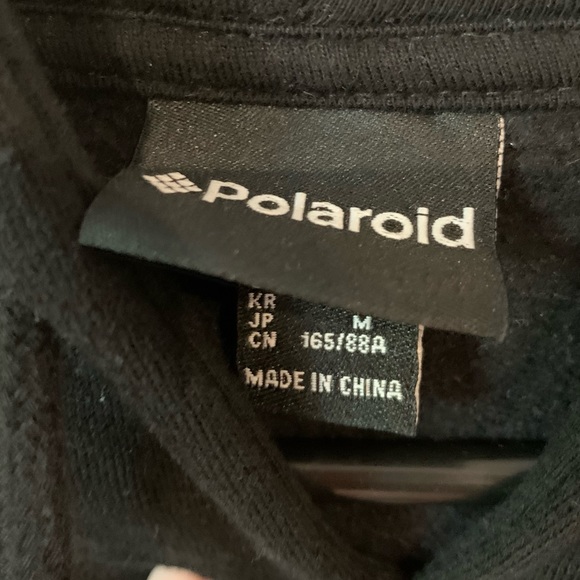 Polaroid
KR
JP M
CN 165/88A
MADE IN CHINA